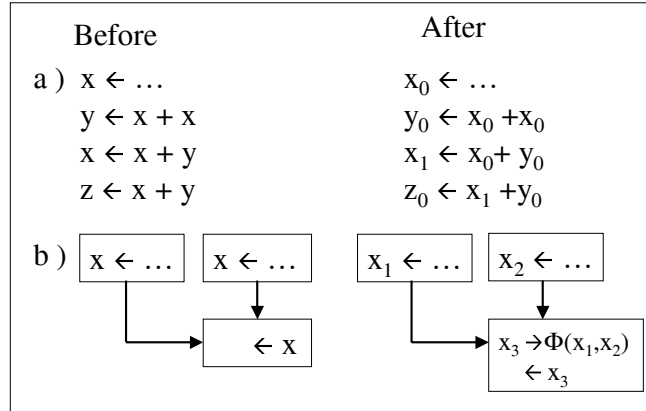 Before After
a ) x ← … x₀ ← …
y ← x + x y₀ ← x₀ +x₀
x ← x + y x₁ ← x₀+ y₀
z ← x + y z₀ ← x₁ +y₀
b ) x ← … x ← … x₁ ← … x₂ ← …
← x x₃ → Φ(x₁,x₂)
← x₃